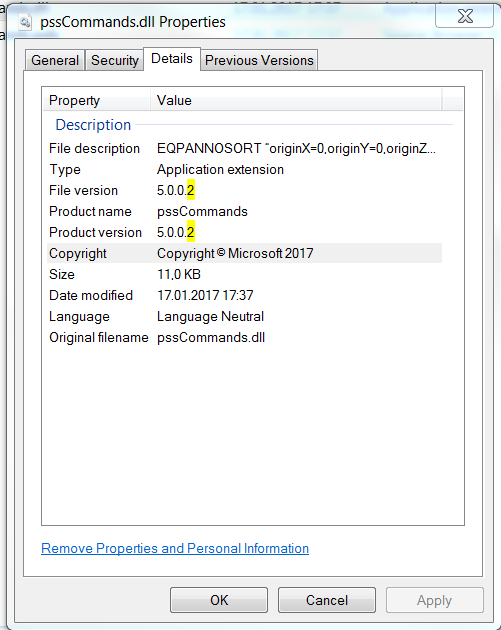 pssCommands.dll Properties
General Security Details Previous Versions
Property Value
Description
File description EQPANNOSORT "originX=0,originY=0,originZ...
Type Application extension
File version 5.0.0.2
Product name pssCommands
Product version 5.0.0.2
Copyright Copyright © Microsoft 2017
Size 11,0 KB
Date modified 17.01.2017 17:37
Language Language Neutral
Original filename pssCommands.dll
Remove Properties and Personal Information
OK Cancel Apply